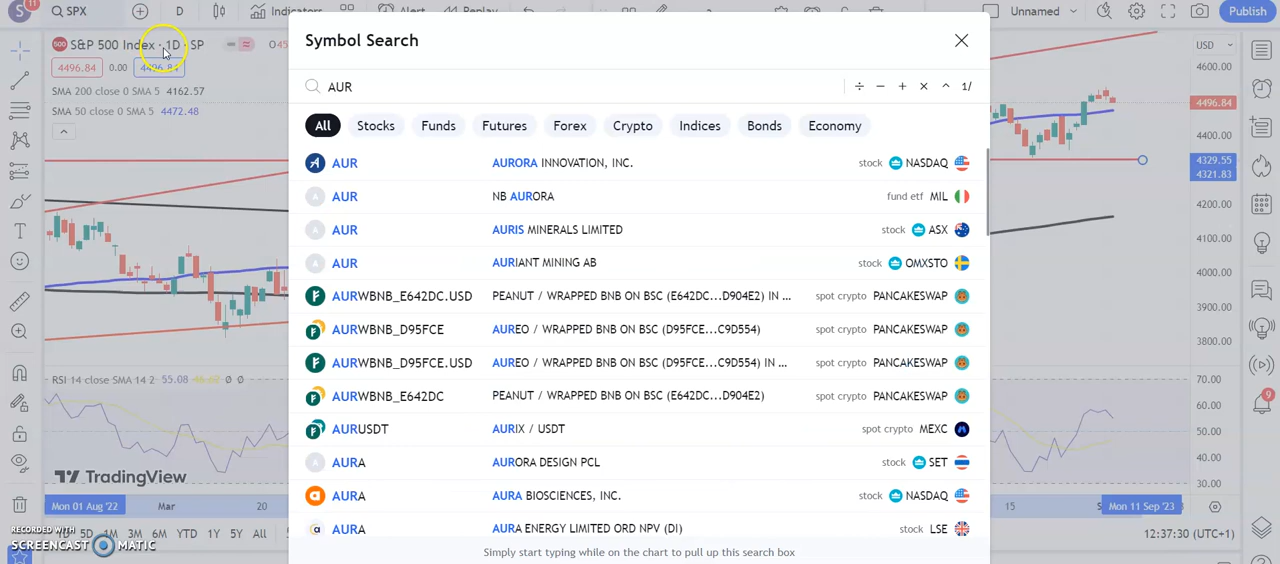 S 11 SPX D Indicators Alert Replay Unnamed Publish
Symbol Search
500 S&P 500 Index · 1D · SP
USD
4496.84 0.00 4496.84
4600.00
SMA 200 close 0 SMA 5 4162.57
AUR 1/
4496.84
SMA 50 close 0 SMA 5 4472.48
All Stocks Funds Futures Forex Crypto Indices Bonds Economy
4400.00
AUR AURORA INNOVATION, INC. stock NASDAQ
4329.55
4321.83
AUR NB AURORA fund etf MIL
4200.00
AUR AURIS MINERALS LIMITED stock ASX
4100.00
AUR AURIANT MINING AB stock OMXSTO
4000.00
AURWBNB_E642DC.USD PEANUT / WRAPPED BNB ON BSC (E642DC...D904E2) IN ... spot crypto PANCAKESWAP
3900.00
AURWBNB_D95FCE AUREO / WRAPPED BNB ON BSC (D95FCE...C9D554) spot crypto PANCAKESWAP
3800.00
AURWBNB_D95FCE.USD AUREO / WRAPPED BNB ON BSC (D95FCE...C9D554) IN ... spot crypto PANCAKESWAP
RSI 14 close SMA 14 2 55.08 Ø Ø
70.00
AURWBNB_E642DC PEANUT / WRAPPED BNB ON BSC (E642DC...D904E2) spot crypto PANCAKESWAP
60.00
9
AURUSDT AURIX / USDT spot crypto MEXC
50.00
AURA AURORA DESIGN PCL stock SET
40.00
TradingView
30.00
AURA AURA BIOSCIENCES, INC. stock NASDAQ
Mon 01 Aug '22 Mar 20 15 Mon 11 Sep '23
AURA AURA ENERGY LIMITED ORD NPV (DI) stock LSE
RECORDED WITH
1D 5D 1M 3M 6M YTD 1Y 5Y All 12:37:30 (UTC+1)
SCREENCAST MATIC
Simply start typing while on the chart to pull up this search box